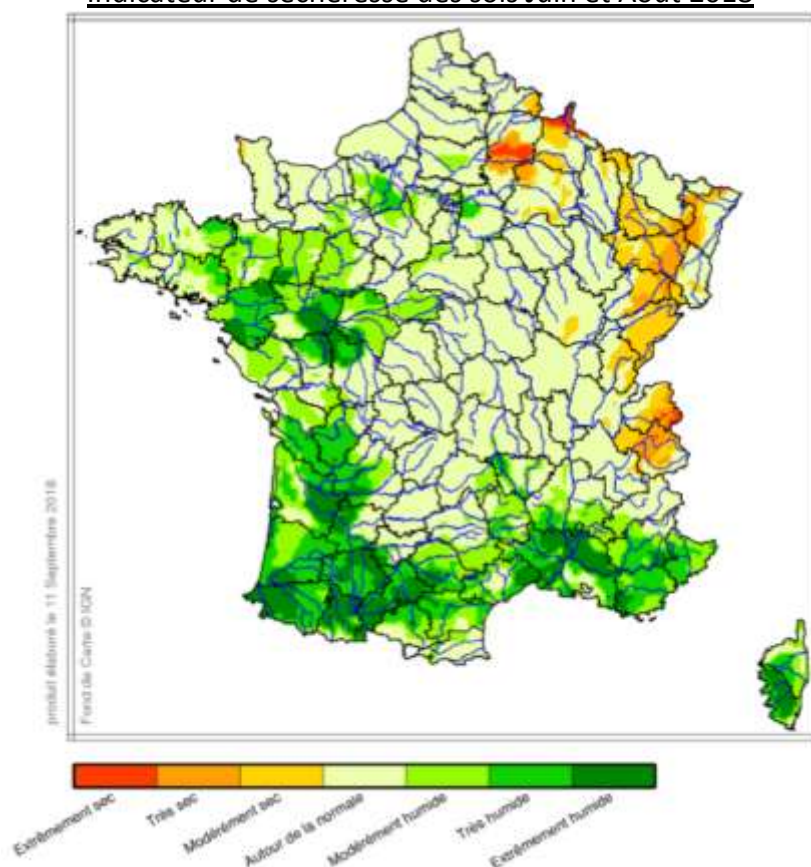 Indicateur de sécheresse des sols Juin et Août 2018
produit élaboré le 11 Septembre 2018
Fond de Carte © IGN
Extrêmement sec
Très sec
Modérément sec
Autour de la normale
Modérément humide
Très humide
Extrêmement humide